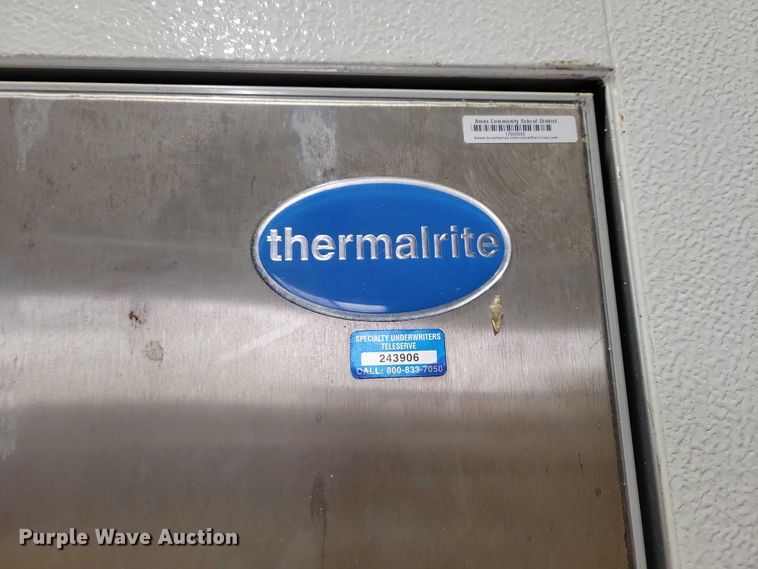 Ames Community School District
thermalrite
SPECIALTY UNDERWRITERS
TELESERVE
243906
CALL: 800-833-7050
Purple Wave Auction